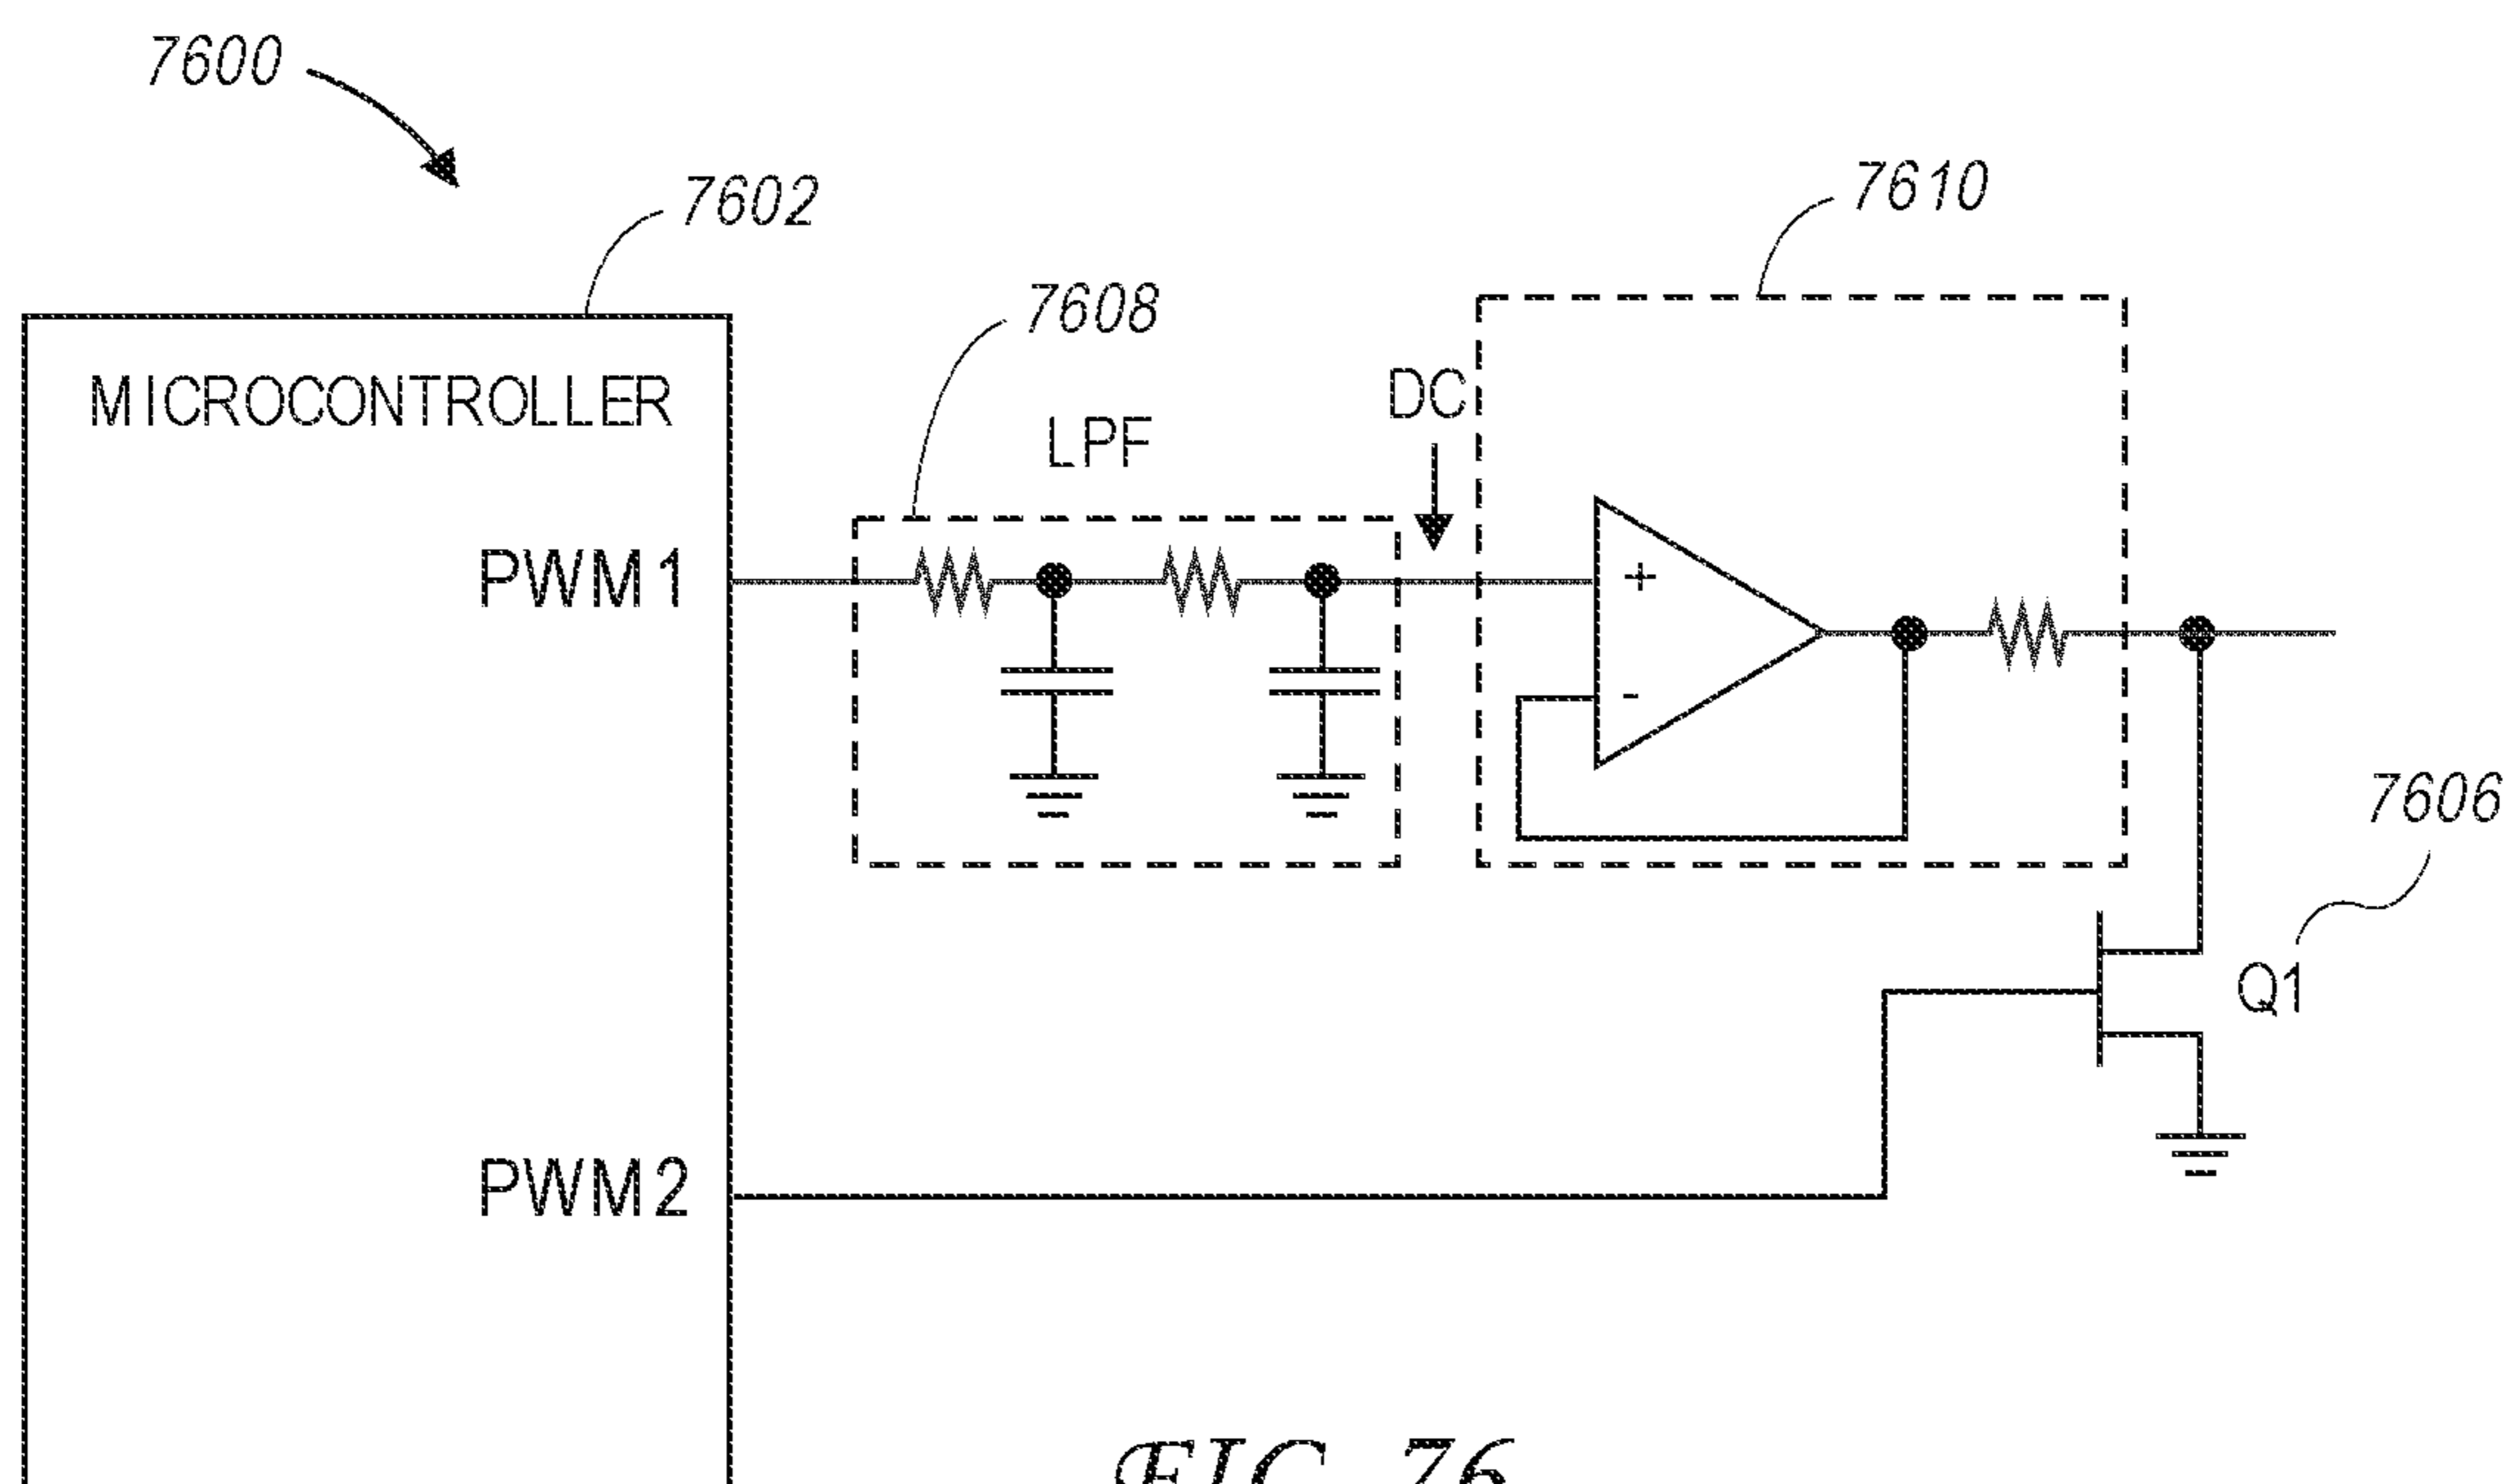 7600
7602
7610
7608
MICROCONTROLLER
LPF
DC
PWM1
+
-
7606
Q1
PWM2
FIG. 76